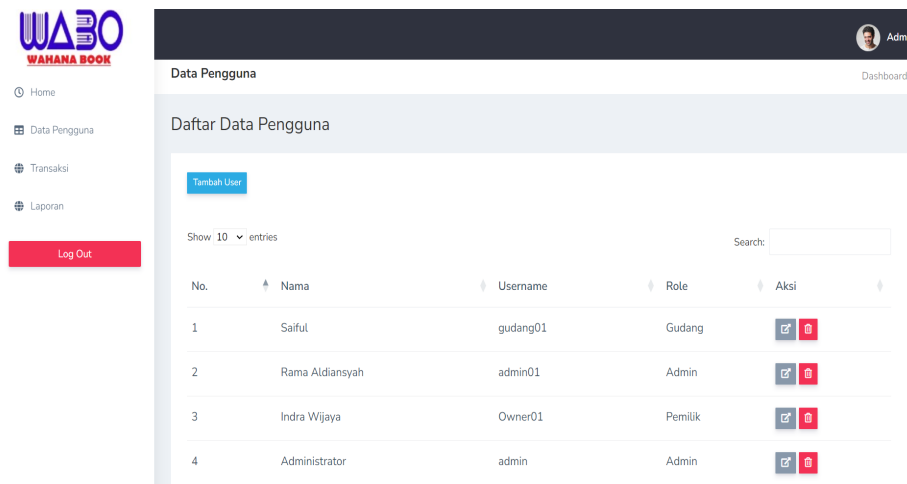 WABO
WAHANA BOOK
Adm
Data Pengguna
Dashboard
Home
Data Pengguna
Transaksi
Laporan
Log Out
Daftar Data Pengguna
Tambah User
Show 10 entries
Search:
No. Nama Username Role Aksi
1 Saiful gudang01 Gudang
2 Rama Aldiansyah admin01 Admin
3 Indra Wijaya Owner01 Pemilik
4 Administrator admin Admin